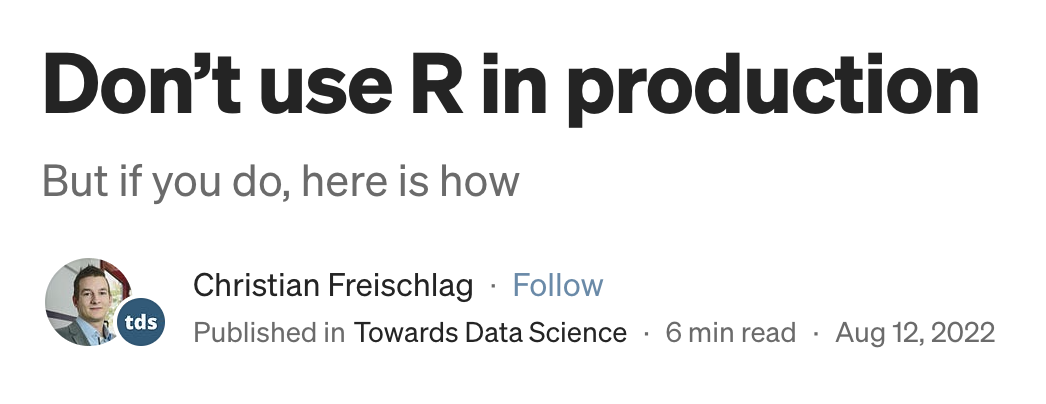 Don’t use R in production
But if you do, here is how
Christian Freischlag · Follow
tds
Published in Towards Data Science · 6 min read · Aug 12, 2022